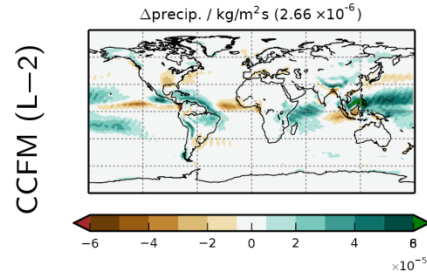 Δprecip. / kg/m²s (2.66 ×10⁻⁶)
CCFM (L−2)
−6 −4 −2 0 2 4 6
×10⁻⁵